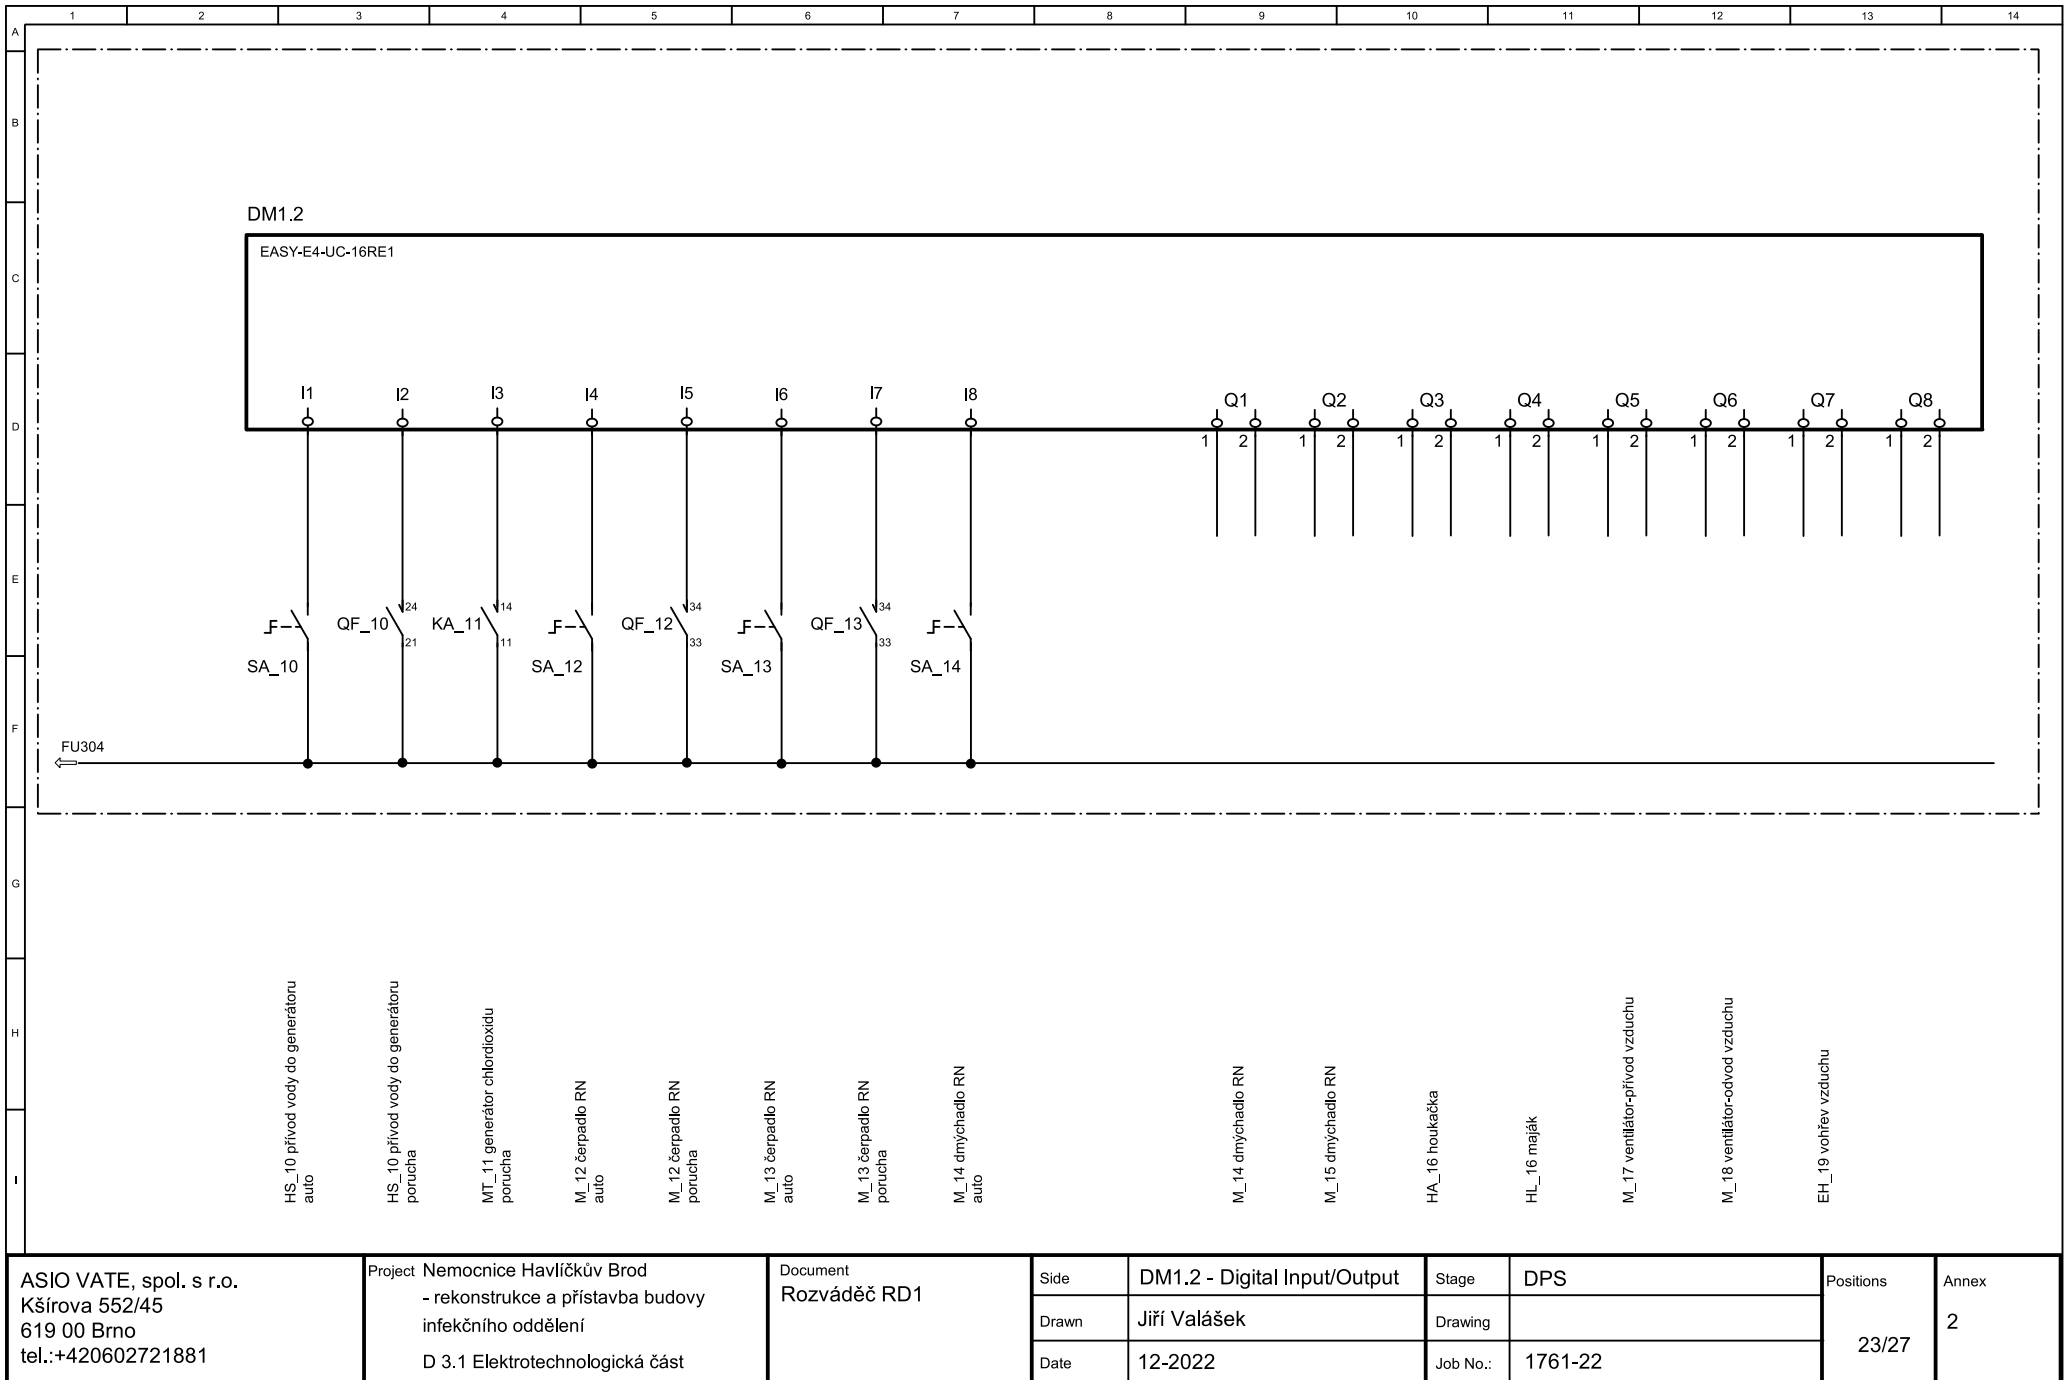 1 2 3 4 5 6 7 8 9 10 11 12 13 14
A
B
C
D
E
F
G
H
I
DM1.2
EASY-E4-UC-16RE1
I1 I2 I3 I4 I5 I6 I7 I8 Q1 Q2 Q3 Q4 Q5 Q6 Q7 Q8
1 2 1 2 1 2 1 2 1 2 1 2 1 2 1 2
24 14 34 34
QF_10 KA_11 QF_12 QF_13
21 11 33 33
SA_10 SA_12 SA_13 SA_14
FU304
HS_10 přívod vody do generátoru
auto
HS_10 přívod vody do generátoru
porucha
MT_11 generátor chlordioxidu
porucha
M_12 čerpadlo RN
auto
M_12 čerpadlo RN
porucha
M_13 čerpadlo RN
auto
M_13 čerpadlo RN
porucha
M_14 dmýchadlo RN
auto
M_14 dmýchadlo RN
M_15 dmýchadlo RN
HA_16 houkačka
HL_16 maják
M_17 ventilátor-přívod vzduchu
M_18 ventilátor-odvod vzduchu
EH_19 vohřev vzduchu
ASIO VATE, spol. s r.o.
Kšírova 552/45
619 00 Brno
tel.:+420602721881
Project Nemocnice Havlíčkův Brod
- rekonstrukce a přístavba budovy
infekčního oddělení
D 3.1 Elektrotechnologická část
Document
Rozváděč RD1
Side DM1.2 - Digital Input/Output
Drawn Jiří Valášek
Date 12-2022
Stage DPS
Drawing
Job No.: 1761-22
Positions
23/27
Annex
2